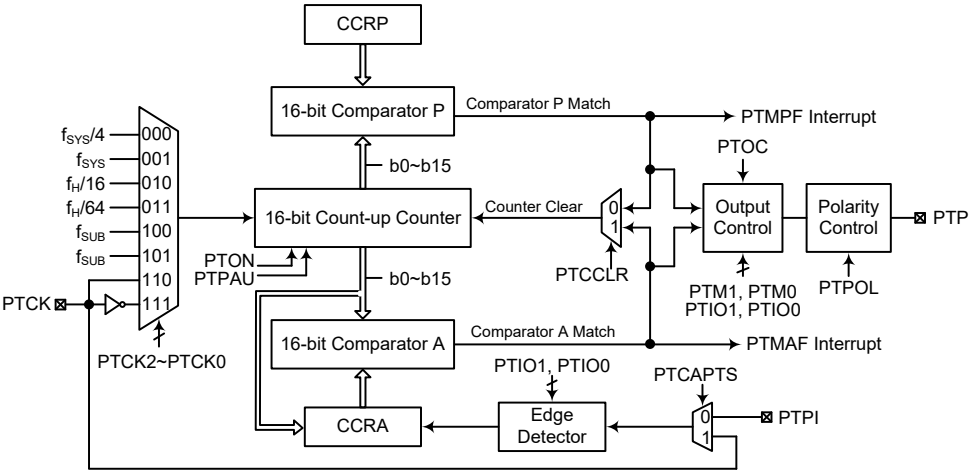 CCRP
16-bit Comparator P
Comparator P Match
PTMPF Interrupt
fSYS/4
000
fSYS
001
fH/16
010
fH/64
011
fSUB
100
fSUB
101
110
111
PTCK
PTCK2~PTCK0
b0~b15
16-bit Count-up Counter
Counter Clear
0
1
PTCCLR
PTON
PTPAU
PTOC
Output
Control
PTM1, PTM0
PTIO1, PTIO0
Polarity
Control
PTPOL
PTP
b0~b15
16-bit Comparator A
Comparator A Match
PTMAF Interrupt
CCRA
PTIO1, PTIO0
Edge
Detector
PTCAPTS
0
1
PTPI